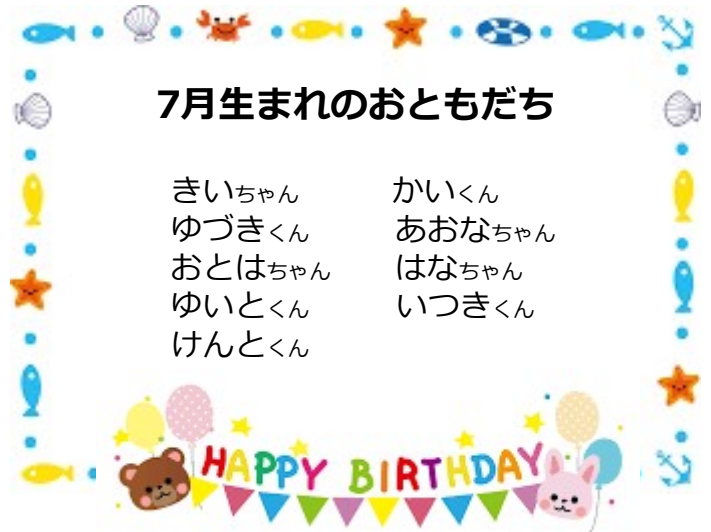 7月生まれのおともだち
きいちゃん かいくん
ゆづきくん あおなちゃん
おとはちゃん はなちゃん
ゆいとくん いつきくん
けんとくん
HAPPY BIRTHDAY